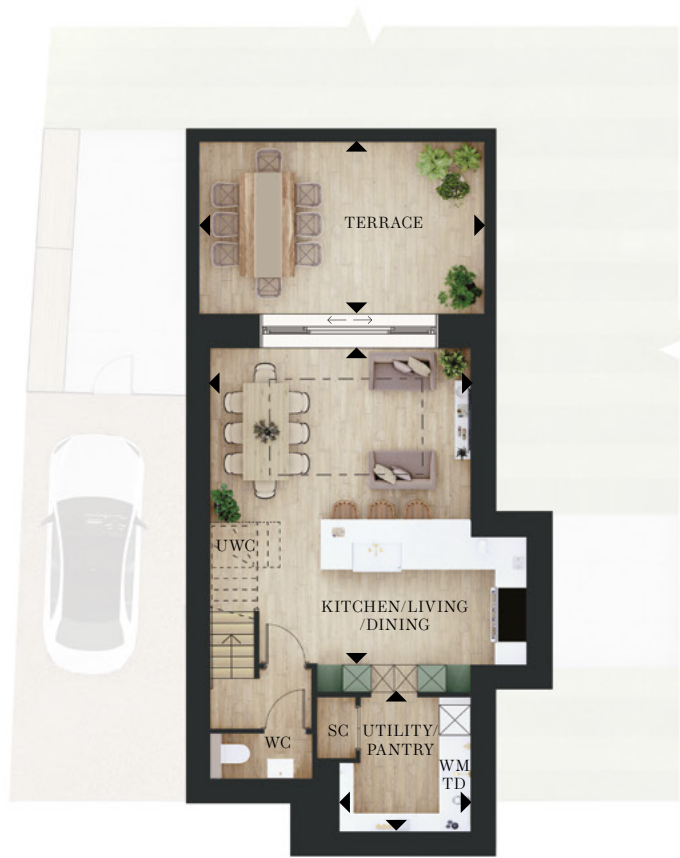 TERRACE
UWC
KITCHEN/LIVING
/DINING
SC
UTILITY/
PANTRY
WC
WM
TD